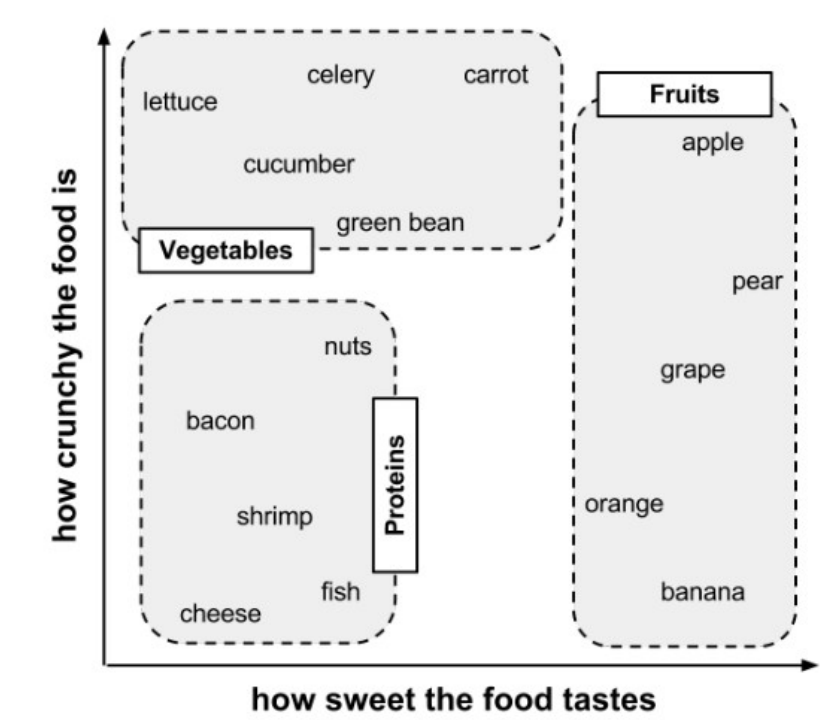 celery
carrot
lettuce
Fruits
apple
cucumber
green bean
Vegetables
pear
nuts
grape
bacon
Proteins
orange
shrimp
fish
banana
cheese
how crunchy the food is
how sweet the food tastes